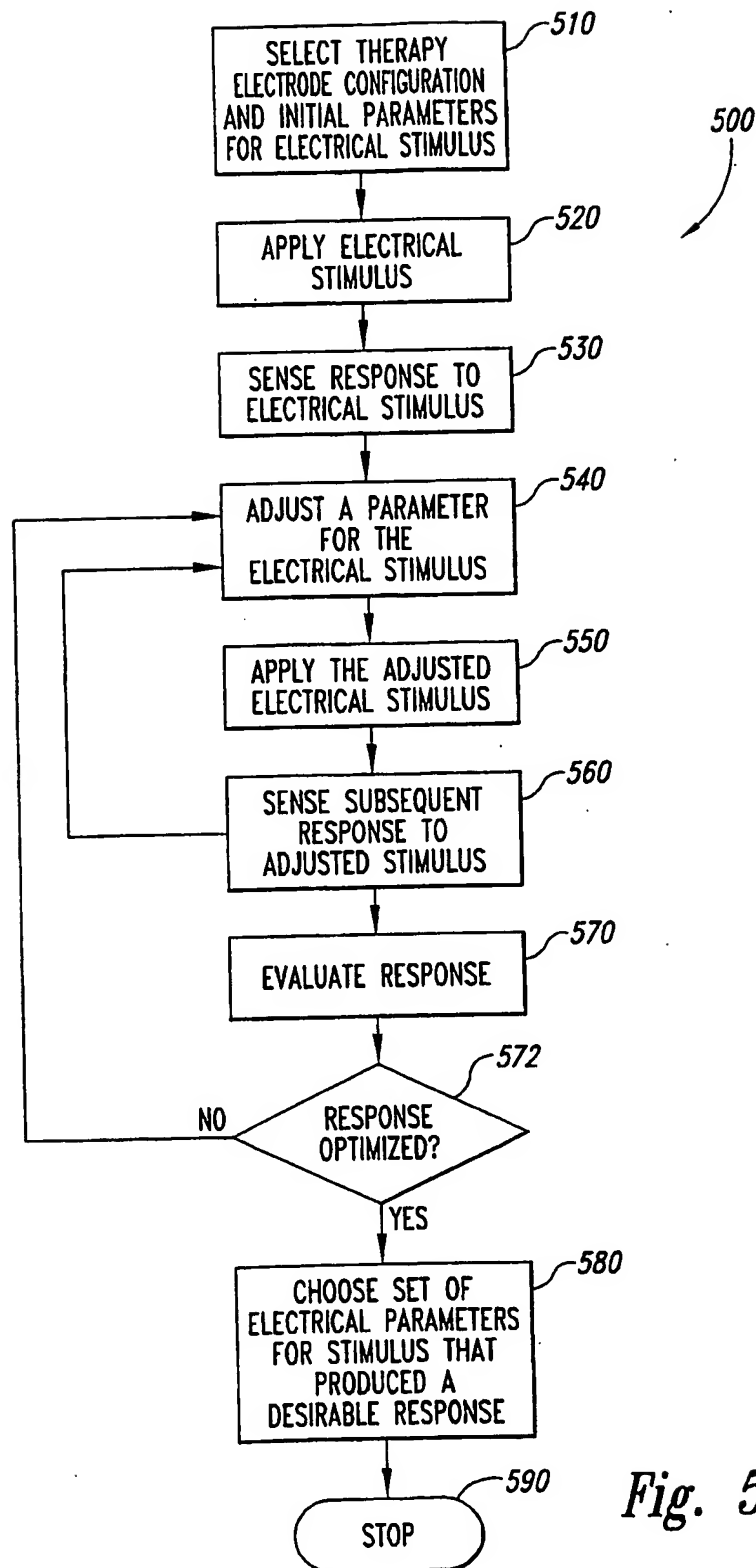 510
SELECT THERAPY
ELECTRODE CONFIGURATION
AND INITIAL PARAMETERS
FOR ELECTRICAL STIMULUS
500
520
APPLY ELECTRICAL
STIMULUS
530
SENSE RESPONSE TO
ELECTRICAL STIMULUS
540
ADJUST A PARAMETER
FOR THE
ELECTRICAL STIMULUS
550
APPLY THE ADJUSTED
ELECTRICAL STIMULUS
560
SENSE SUBSEQUENT
RESPONSE TO
ADJUSTED STIMULUS
570
EVALUATE RESPONSE
572
NO
RESPONSE
OPTIMIZED?
YES
580
CHOOSE SET OF
ELECTRICAL PARAMETERS
FOR STIMULUS THAT
PRODUCED A
DESIRABLE RESPONSE
590
STOP
Fig. 5